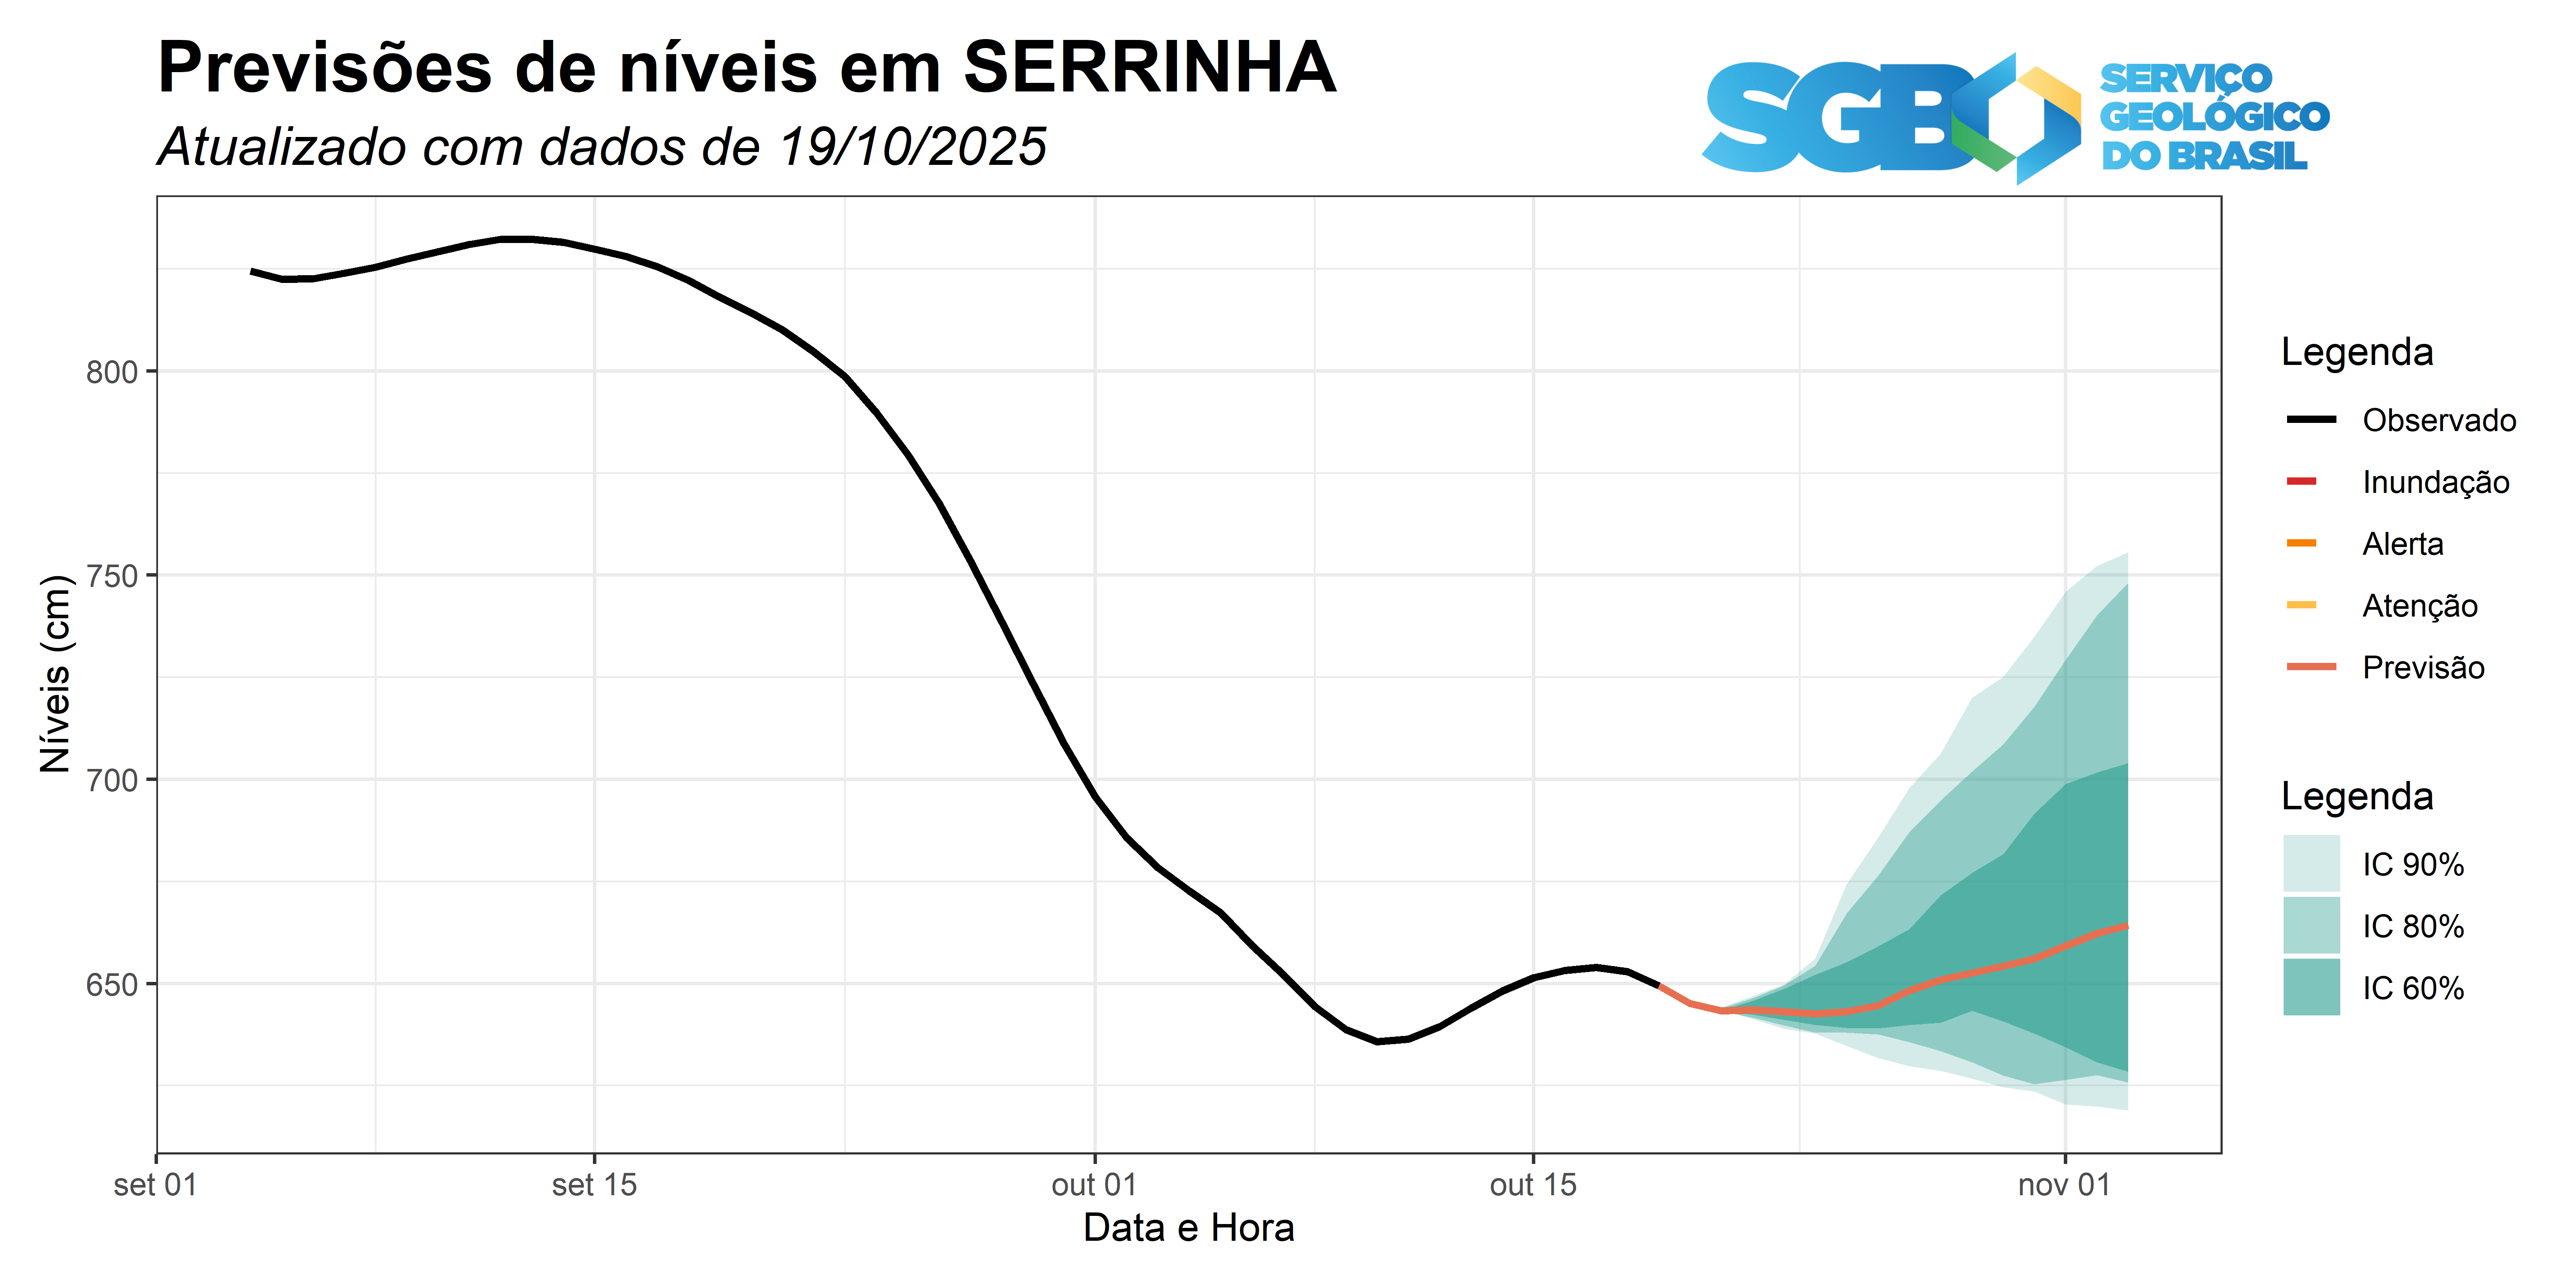 Previsões de níveis em SERRINHA
Atualizado com dados de 19/10/2025
SGB
SERVIÇO
GEOLÓGICO
DO BRASIL
Níveis (cm)
800
750
700
650
set 01
set 15
out 01
out 15
nov 01
Data e Hora
Legenda
Observado
Inundação
Alerta
Atenção
Previsão
Legenda
IC 90%
IC 80%
IC 60%